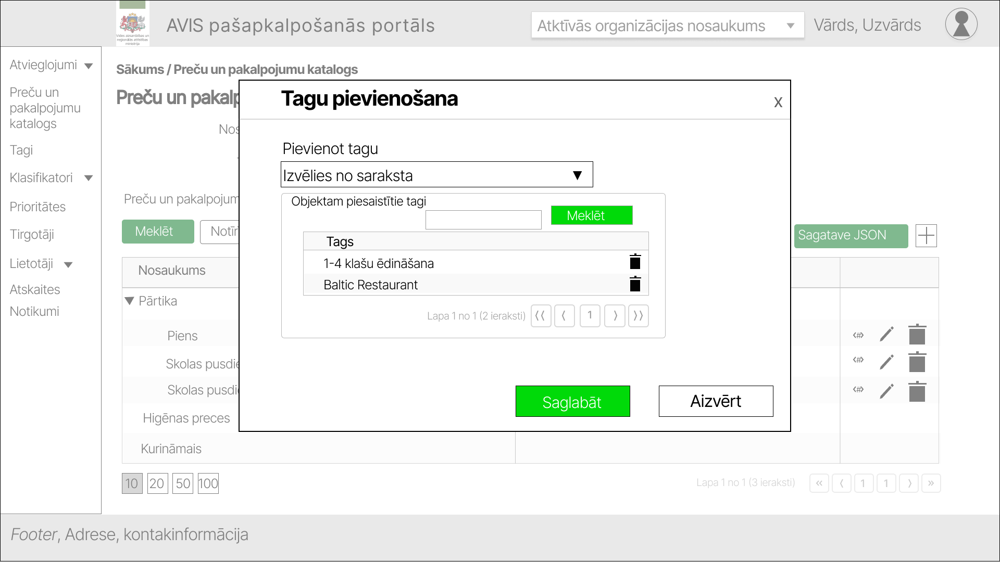 Vides aizsardzības un
reģionālās attīstības
ministrija
AVIS pašapkalpošanās portāls
Atktīvās organizācijas nosaukums
Vārds, Uzvārds
Atvieglojumi
Preču un
pakalpojumu
katalogs
Tagi
Klasifikatori
Prioritātes
Tirgotāji
Lietotāji
Atskaites
Notikumi
Sākums / Preču un pakalpojumu katalogs
Preču un pakalp
Nos
Preču un pakalpojum
Meklēt
Notīr
Sagatave JSON
Nosaukums
Pārtika
Piens
<#>
Skolas pusdie
<#>
Skolas pusdie
<#>
Higēnas preces
Kurināmais
10 20 50 100
Lapa 1 no 1 (3 ieraksti) « ⟨ 1 1 ⟩ »
Tagu pievienošana
x
Pievienot tagu
Izvēlies no saraksta
Objektam piesaistītie tagi
Meklēt
Tags
1-4 klašu ēdināšana
Baltic Restaurant
Lapa 1 no 1 (2 ieraksti) ⟨⟨ ⟨ 1 ⟩ ⟩⟩
Saglabāt
Aizvērt
Footer, Adrese, kontakinformācija